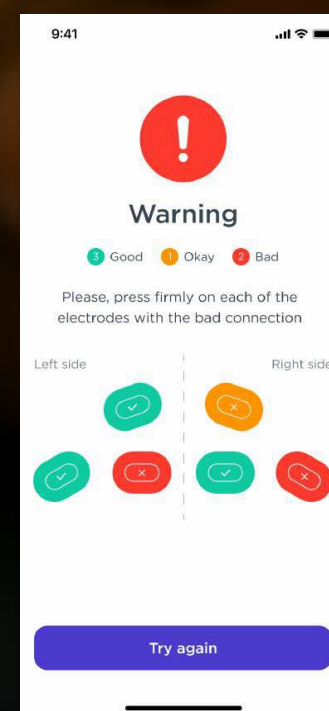 9:41
!
Warning
3 Good 1 Okay 2 Bad
Please, press firmly on each of the
electrodes with the bad connection
Left side Right side
Try again